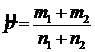 p̸ = (m₁ + m₂) / (n₁ + n₂)